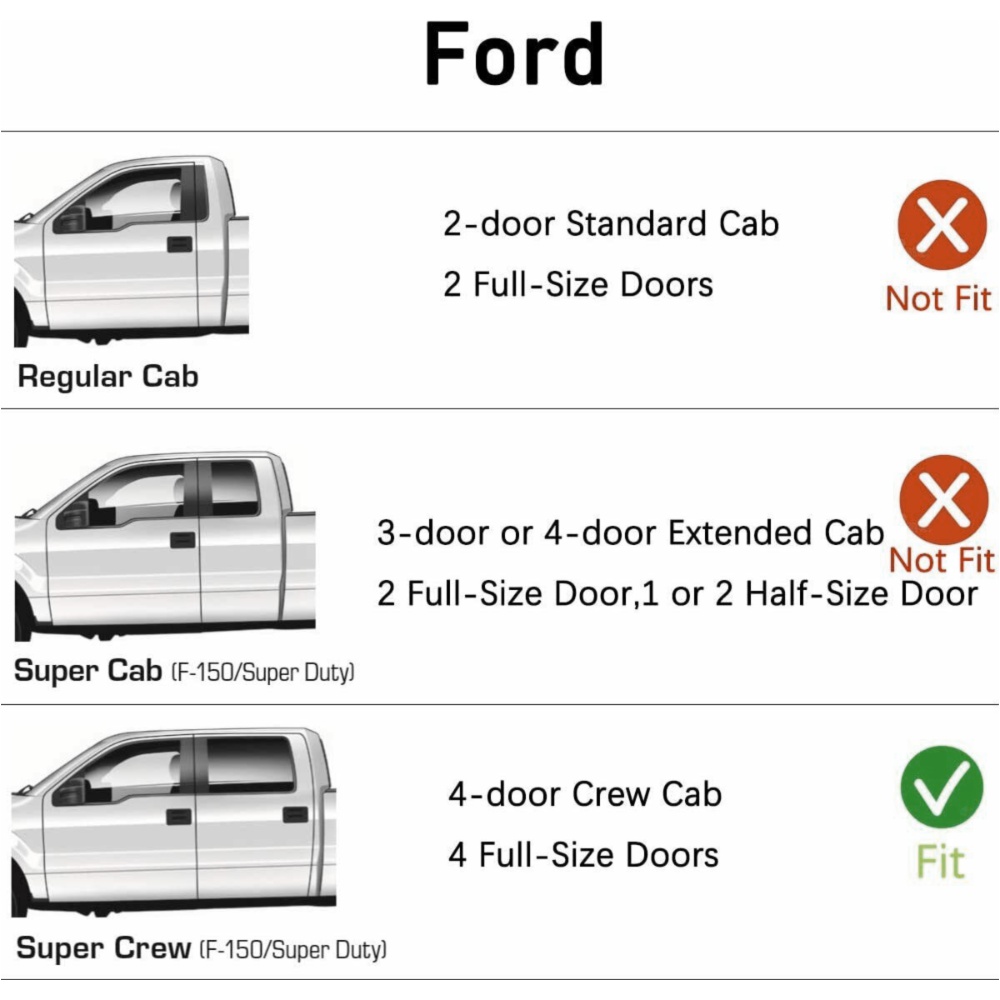 Ford
2-door Standard Cab
2 Full-Size Doors
Not Fit
Regular Cab
3-door or 4-door Extended Cab
Not Fit
2 Full-Size Door,1 or 2 Half-Size Door
Super Cab (F-150/Super Duty)
4-door Crew Cab
4 Full-Size Doors
Fit
Super Crew (F-150/Super Duty)